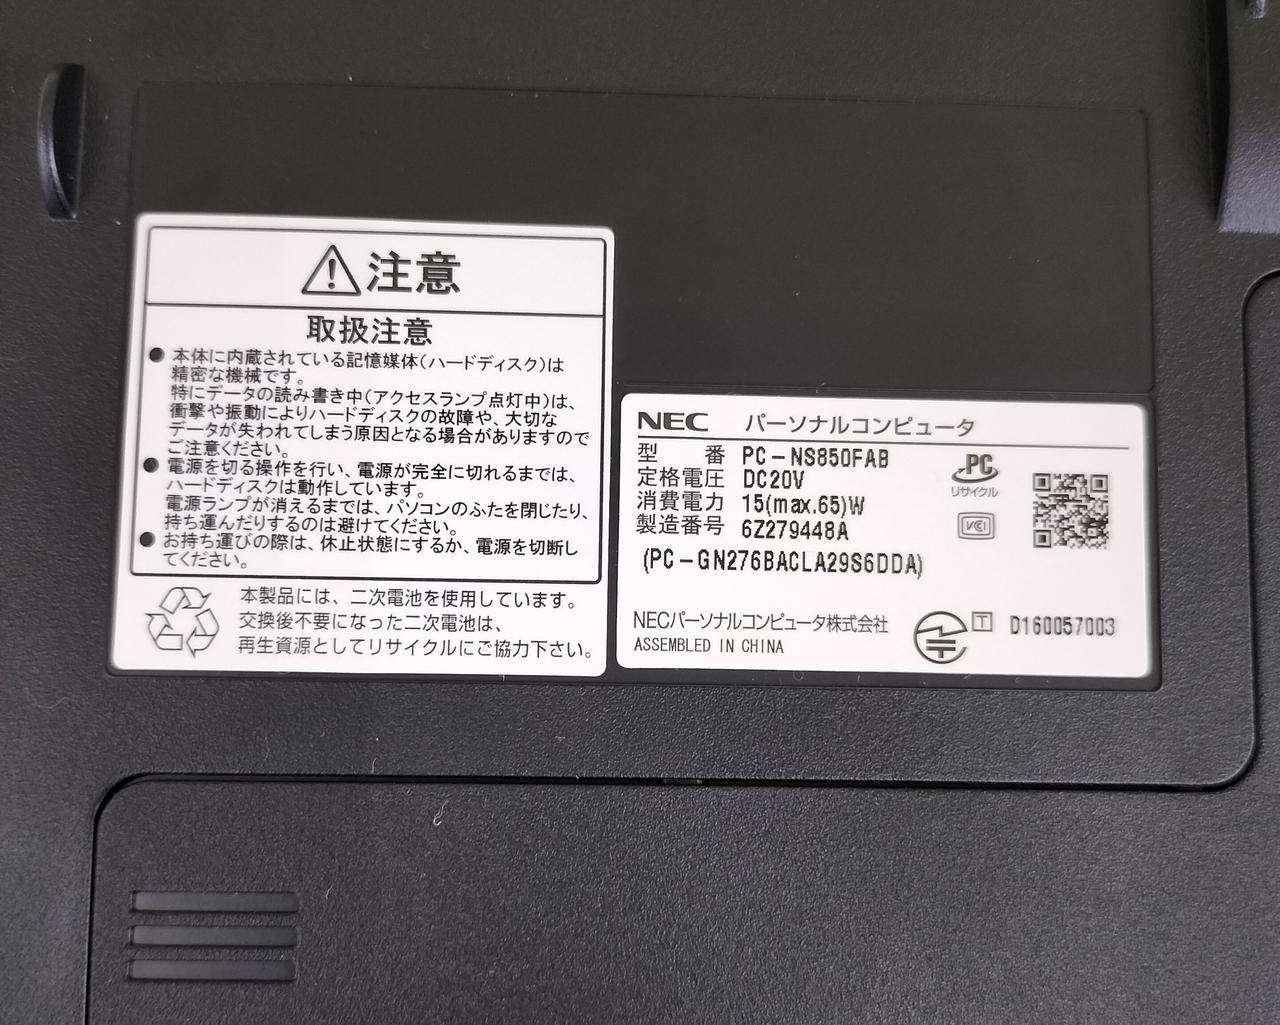 注意
取扱注意
● 本体に内蔵されている記憶媒体(ハードディスク)は
精密な機械です。
特にデータの読み書き中(アクセスランプ点灯中)は、
衝撃や振動によりハードディスクの故障や、大切な
データが失われてしまう原因となる場合がありますので
ご注意ください。
● 電源を切る操作を行い、電源が完全に切れるまでは、
ハードディスクは動作しています。
電源ランプが消えるまでは、パソコンのふたを閉じたり、
持ち運んだりするのは避けてください。
● お持ち運びの際は、休止状態にするか、電源を切断し
てください。
本製品には、二次電池を使用しています。
交換後不要になった二次電池は、
再生資源としてリサイクルにご協力下さい。
NEC パーソナルコンピュータ
型 番 PC-NS850FAB
定格電圧 DC20V
消費電力 15(max.65)W
製造番号 6Z279448A
(PC-GN276BACLA29S6DDA)
PC
リサイクル
VCI
NECパーソナルコンピュータ株式会社
ASSEMBLED IN CHINA
T D160057003